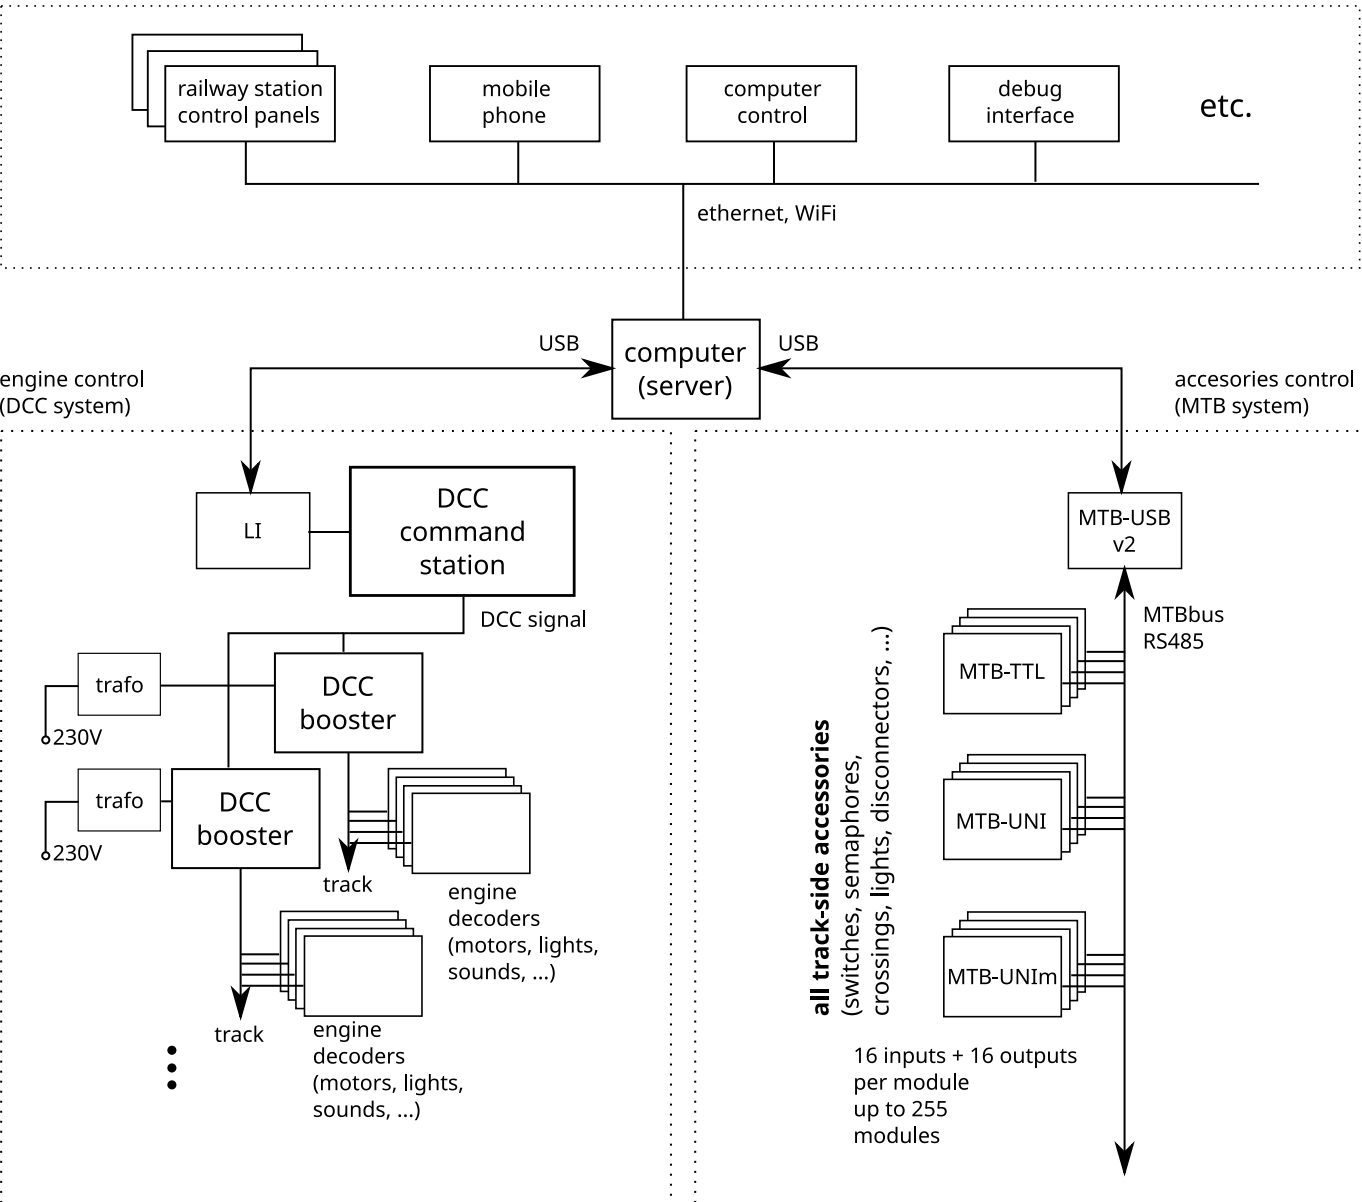 railway station
control panels
mobile
phone
computer
control
debug
interface
etc.
ethernet, WiFi
USB
computer
(server)
USB
engine control
(DCC system)
accesories control
(MTB system)
LI
DCC
command
station
DCC signal
trafo
230V
DCC
booster
trafo
230V
DCC
booster
track
engine
decoders
(motors, lights,
sounds, ...)
track
engine
decoders
(motors, lights,
sounds, ...)
MTB-USB
v2
MTBbus
RS485
MTB-TTL
MTB-UNI
MTB-UNIm
all track-side accessories
(switches, semaphores,
crossings, lights, disconnectors, ...)
16 inputs + 16 outputs
per module
up to 255
modules